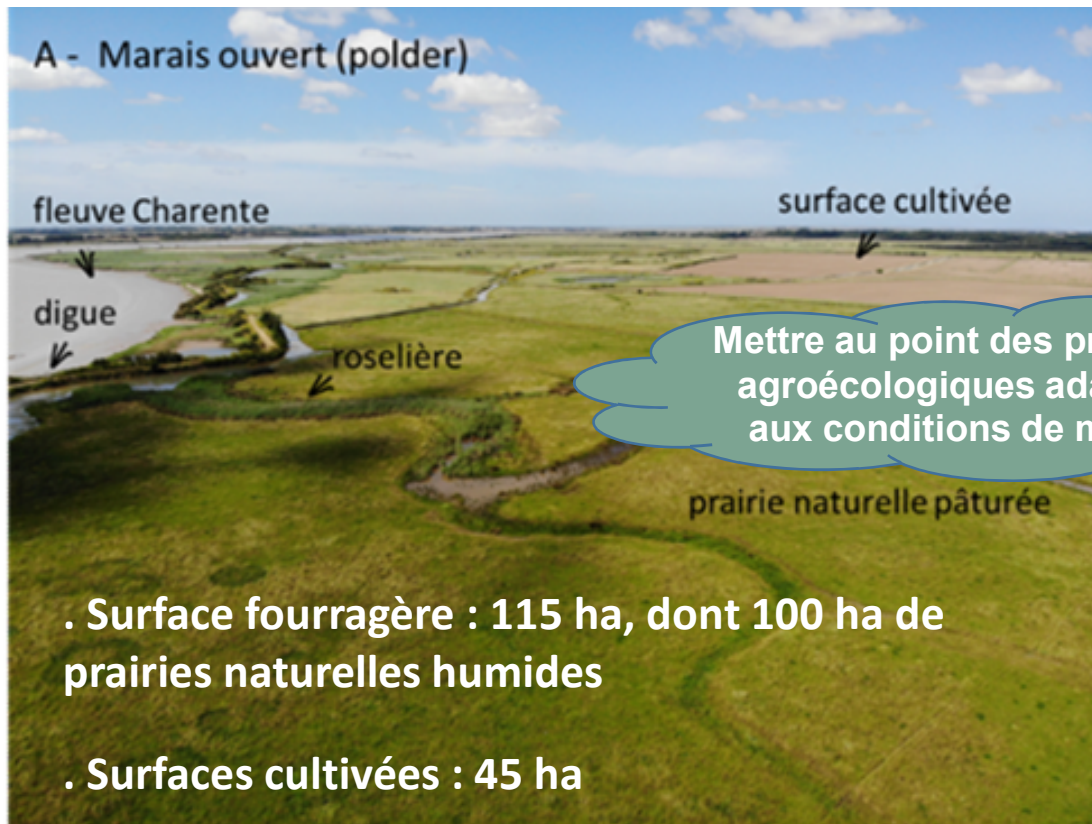 A - Marais ouvert (polder)
fleuve Charente
surface cultivée
digue
roselière
Mettre au point des
agroécologiques
aux conditions de
prairie naturelle pâturée
. Surface fourragère : 115 ha, dont 100 ha de
prairies naturelles humides
. Surfaces cultivées : 45 ha